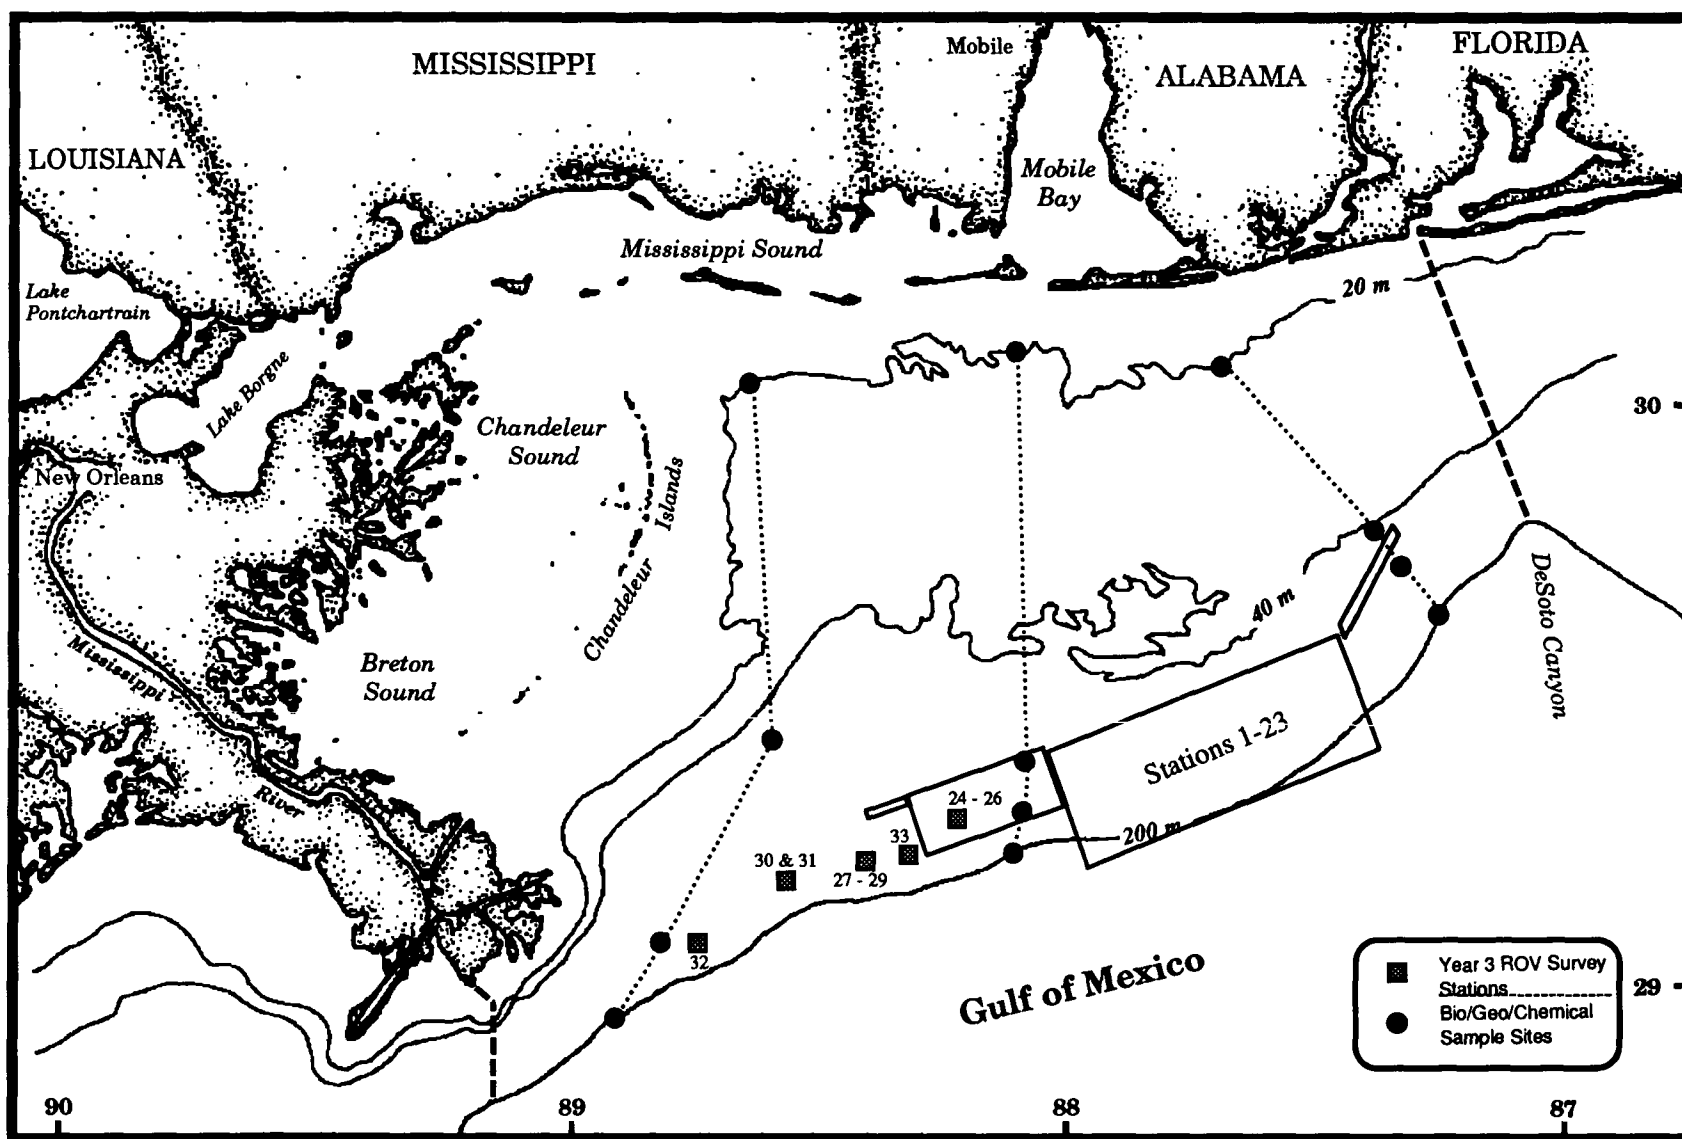 MISSISSIPPI
Mobile
FLORIDA
ALABAMA
LOUISIANA
Mobile
Bay
Mississippi Sound
Lake
Pontchartrain
20 m
Lake Borgne
30
Chandeleur
Sound
New Orleans
Chandeleur Islands
40 m
DeSoto Canyon
Mississippi River
Breton
Sound
Stations 1-23
24 - 26
200 m
33
30 & 31
27 - 29
32
Gulf of Mexico
Year 3 ROV Survey
Stations
Bio/Geo/Chemical
Sample Sites
29
90
89
88
87